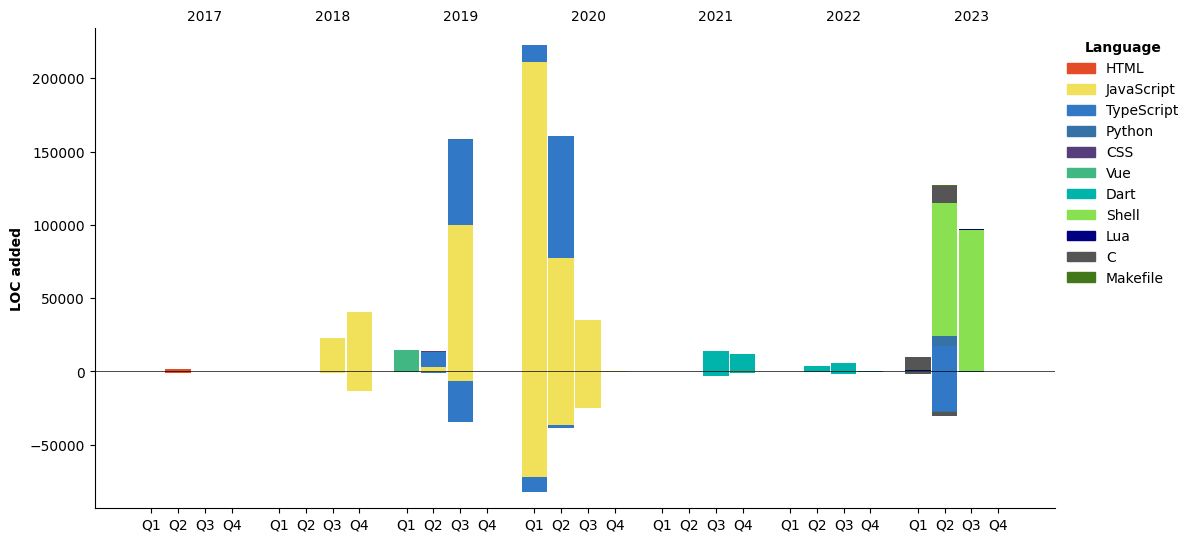 2017 2018 2019 2020 2021 2022 2023
LOC added
200000
150000
100000
50000
0
−50000
Q1 Q2 Q3 Q4 Q1 Q2 Q3 Q4 Q1 Q2 Q3 Q4 Q1 Q2 Q3 Q4 Q1 Q2 Q3 Q4 Q1 Q2 Q3 Q4 Q1 Q2 Q3 Q4
Language
HTML
JavaScript
TypeScript
Python
CSS
Vue
Dart
Shell
Lua
C
Makefile